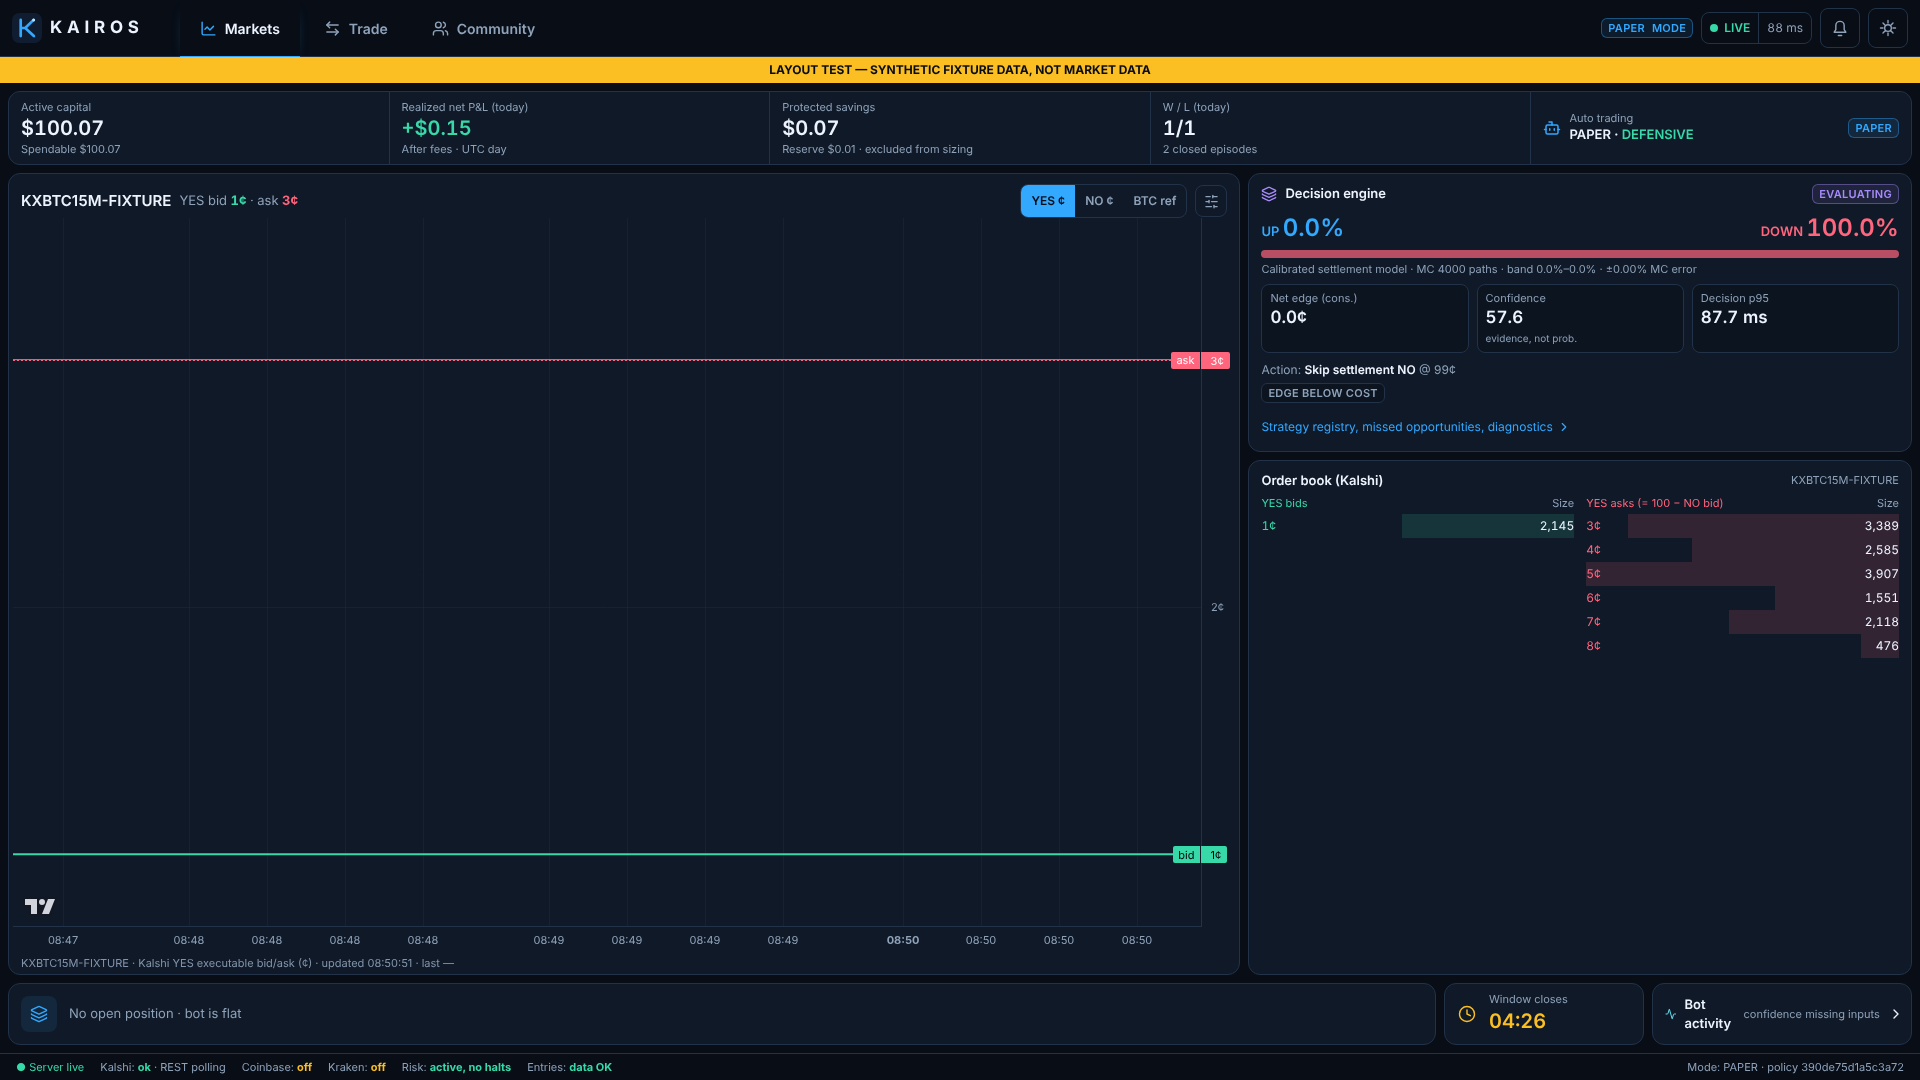 KAIROS
Markets
Trade
Community
PAPER MODE
LIVE
88 ms
LAYOUT TEST — SYNTHETIC FIXTURE DATA, NOT MARKET DATA
Active capital
$100.07
Spendable $100.07
Realized net P&L (today)
+$0.15
After fees · UTC day
Protected savings
$0.07
Reserve $0.01 · excluded from sizing
W / L (today)
1/1
2 closed episodes
Auto trading
PAPER · DEFENSIVE
PAPER
KXBTC15M-FIXTURE YES bid 1¢ · ask 3¢
YES ¢
NO ¢
BTC ref
ask 3¢
2¢
bid 1¢
08:47 08:48 08:48 08:48 08:48 08:49 08:49 08:49 08:49 08:50 08:50 08:50 08:50
KXBTC15M-FIXTURE · Kalshi YES executable bid/ask (¢) · updated 08:50:51 · last —
Decision engine
EVALUATING
UP 0.0%
DOWN 100.0%
Calibrated settlement model · MC 4000 paths · band 0.0%–0.0% · ±0.00% MC error
Net edge (cons.)
0.0¢
Confidence
57.6
evidence, not prob.
Decision p95
87.7 ms
Action: Skip settlement NO @ 99¢
EDGE BELOW COST
Strategy registry, missed opportunities, diagnostics
Order book (Kalshi)
KXBTC15M-FIXTURE
YES bids Size YES asks (= 100 − NO bid) Size
1¢ 2,145 3¢ 3,389
4¢ 2,585
5¢ 3,907
6¢ 1,551
7¢ 2,118
8¢ 476
No open position · bot is flat
Window closes
04:26
Bot
activity
confidence missing inputs
Server live
Kalshi: ok · REST polling
Coinbase: off
Kraken: off
Risk: active, no halts
Entries: data OK
Mode: PAPER · policy 390de75d1a5c3a72